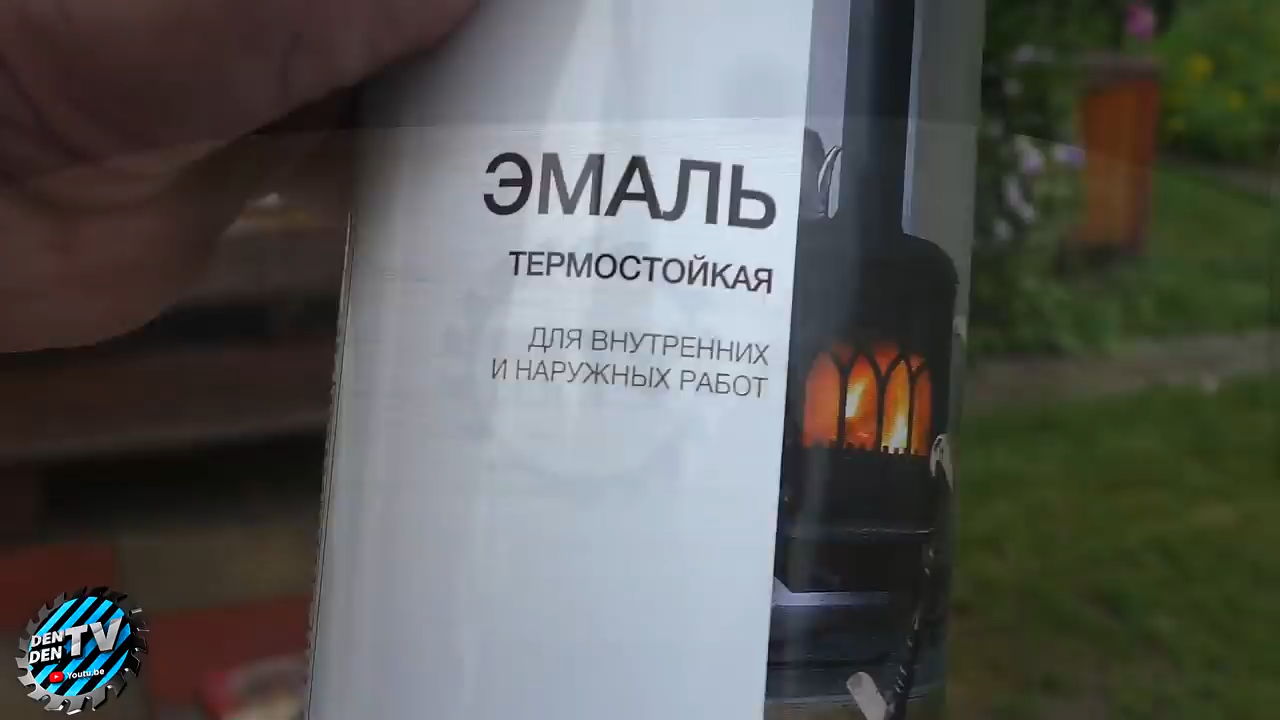 ЭМАЛЬ
ТЕРМОСТОЙКАЯ
ДЛЯ ВНУТРЕННИХ
И НАРУЖНЫХ РАБОТ
DEN
DEN TV
Youtu.be